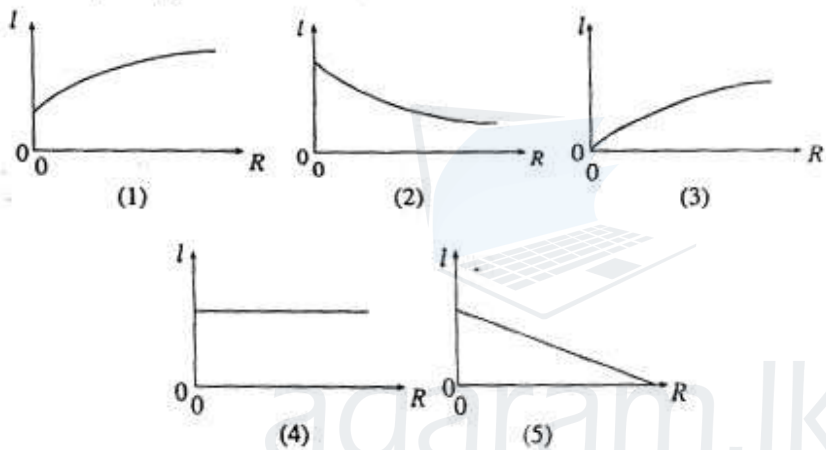 l l l
0 0 R 0 0 R 0 0 R
(1) (2) (3)
l l
0 0 R 0 0 R
(4) (5)
adaram.lk